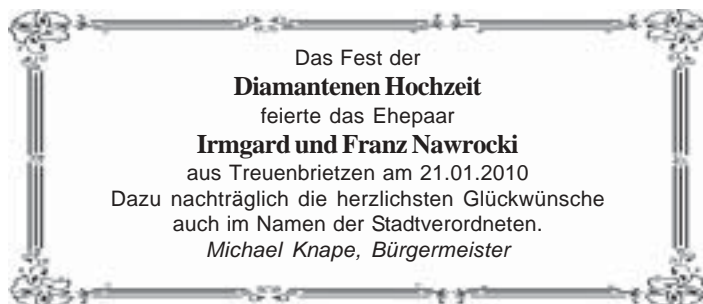 Das Fest der
Diamantenen Hochzeit
feierte das Ehepaar
Irmgard und Franz Nawrocki
aus Treuenbrietzen am 21.01.2010
Dazu nachträglich die herzlichsten Glückwünsche
auch im Namen der Stadtverordneten.
Michael Knape, Bürgermeister